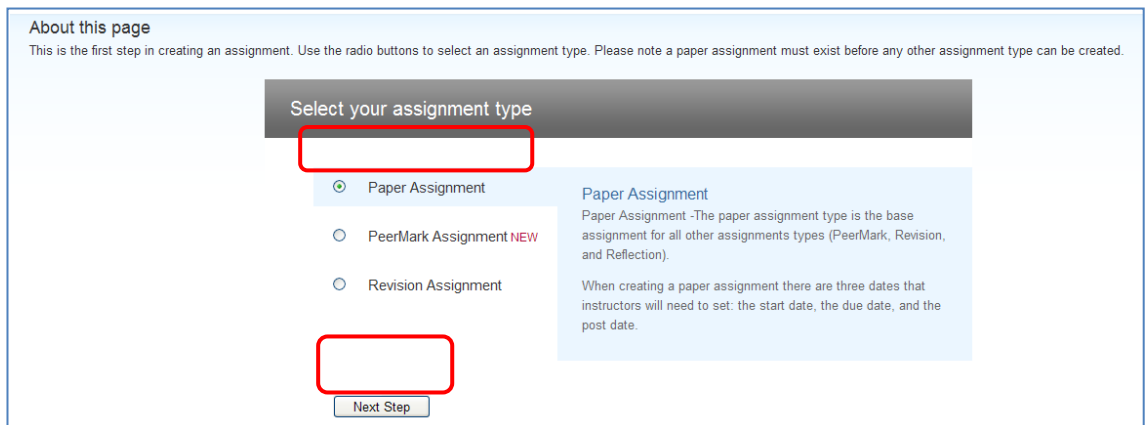 About this page
This is the first step in creating an assignment. Use the radio buttons to select an assignment type. Please note a paper assignment must exist before any other assignment type can be created.
Select your assignment type
Paper Assignment
PeerMark Assignment NEW
Revision Assignment
Paper Assignment
Paper Assignment -The paper assignment type is the base
assignment for all other assignments types (PeerMark, Revision,
and Reflection).
When creating a paper assignment there are three dates that
instructors will need to set: the start date, the due date, and the
post date.
Next Step